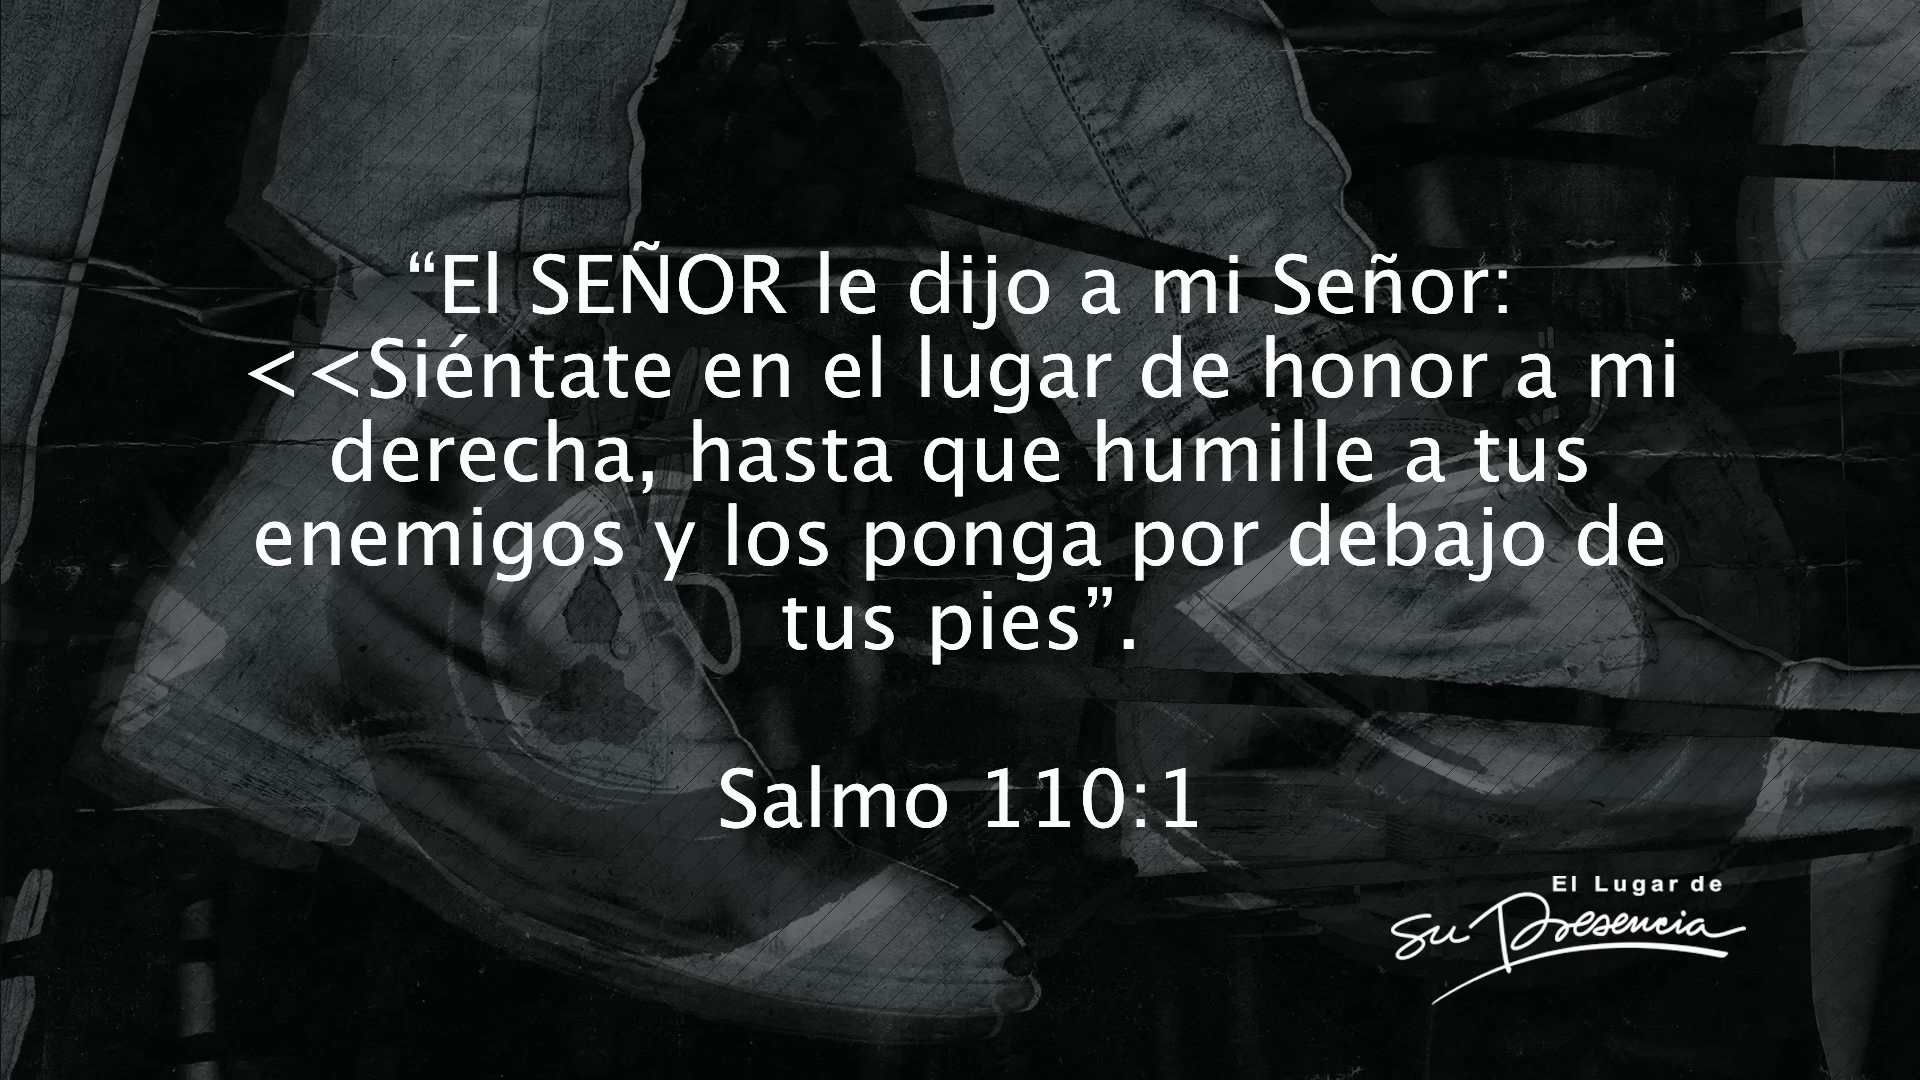 “El SEÑOR le dijo a mi Señor:
<<Siéntate en el lugar de honor a mi
derecha, hasta que humille a tus
enemigos y los ponga por debajo de
tus pies”.
Salmo 110:1
El Lugar de
Su Presencia